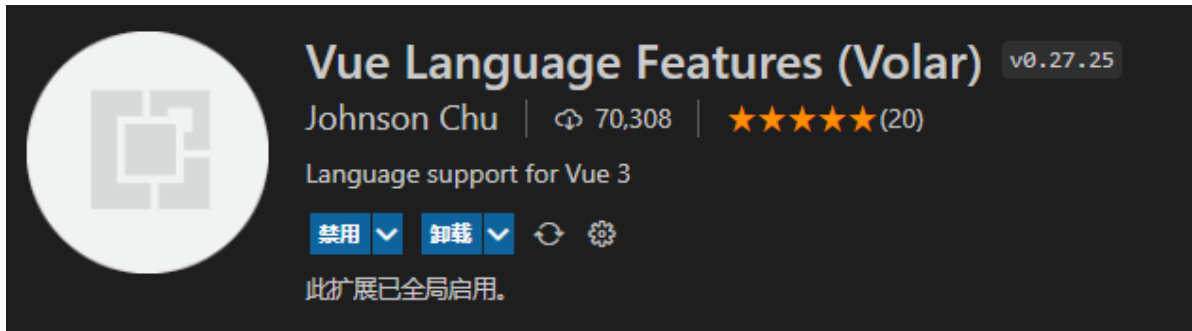 Vue Language Features (Volar) v0.27.25
Johnson Chu 70,308 (20)
Language support for Vue 3
禁用 卸载
此扩展已全局启用。